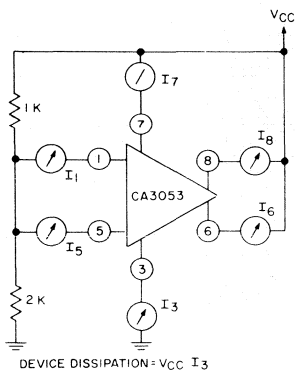 VCC
I7
1K
7
1
8
I8
I1
CA3053
5
6
I6
I5
3
2K
I3
DEVICE DISSIPATION = VCC I3